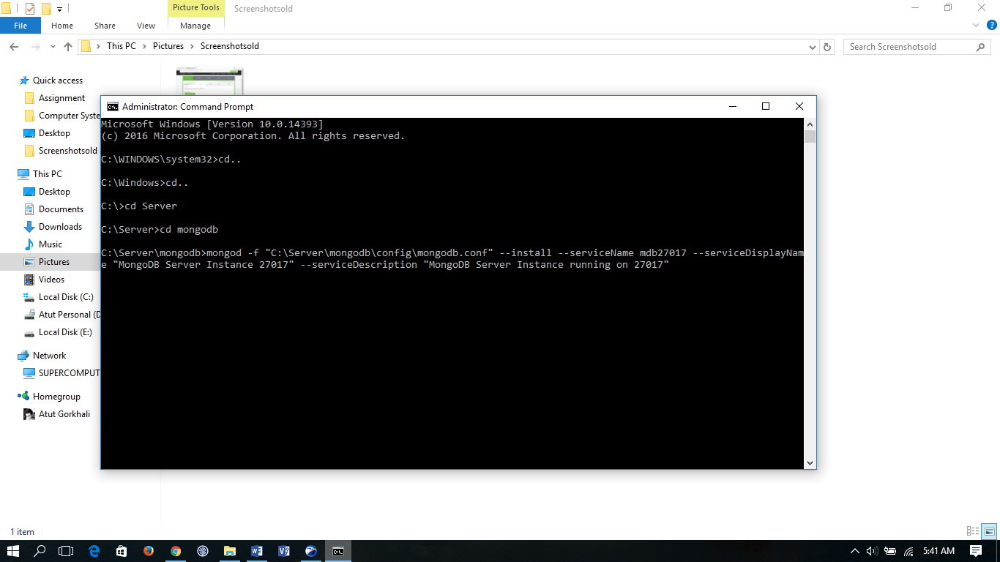 Picture Tools
Screenshotsold
File
Home
Share
View
Manage
This PC
Pictures
Screenshotsold
Search Screenshotsold
Quick access
Assignment
Computer Syste
Desktop
Screenshotsold
This PC
Desktop
Documents
Downloads
Music
Pictures
Videos
Local Disk (C:)
Atut Personal (D
Local Disk (E:)
Network
SUPERCOMPUT
Homegroup
Atut Gorkhali
Administrator: Command Prompt
Microsoft Windows [Version 10.0.14393]
(c) 2016 Microsoft Corporation. All rights reserved.
C:\WINDOWS\system32>cd..
C:\Windows>cd..
C:\>cd Server
C:\Server>cd mongodb
C:\Server\mongodb>mongod -f "C:\Server\mongodb\config\mongodb.conf" --install --serviceName mdb27017 --serviceDisplayNam
e "MongoDB Server Instance 27017" --serviceDescription "MongoDB Server Instance running on 27017"
1 item
5:41 AM